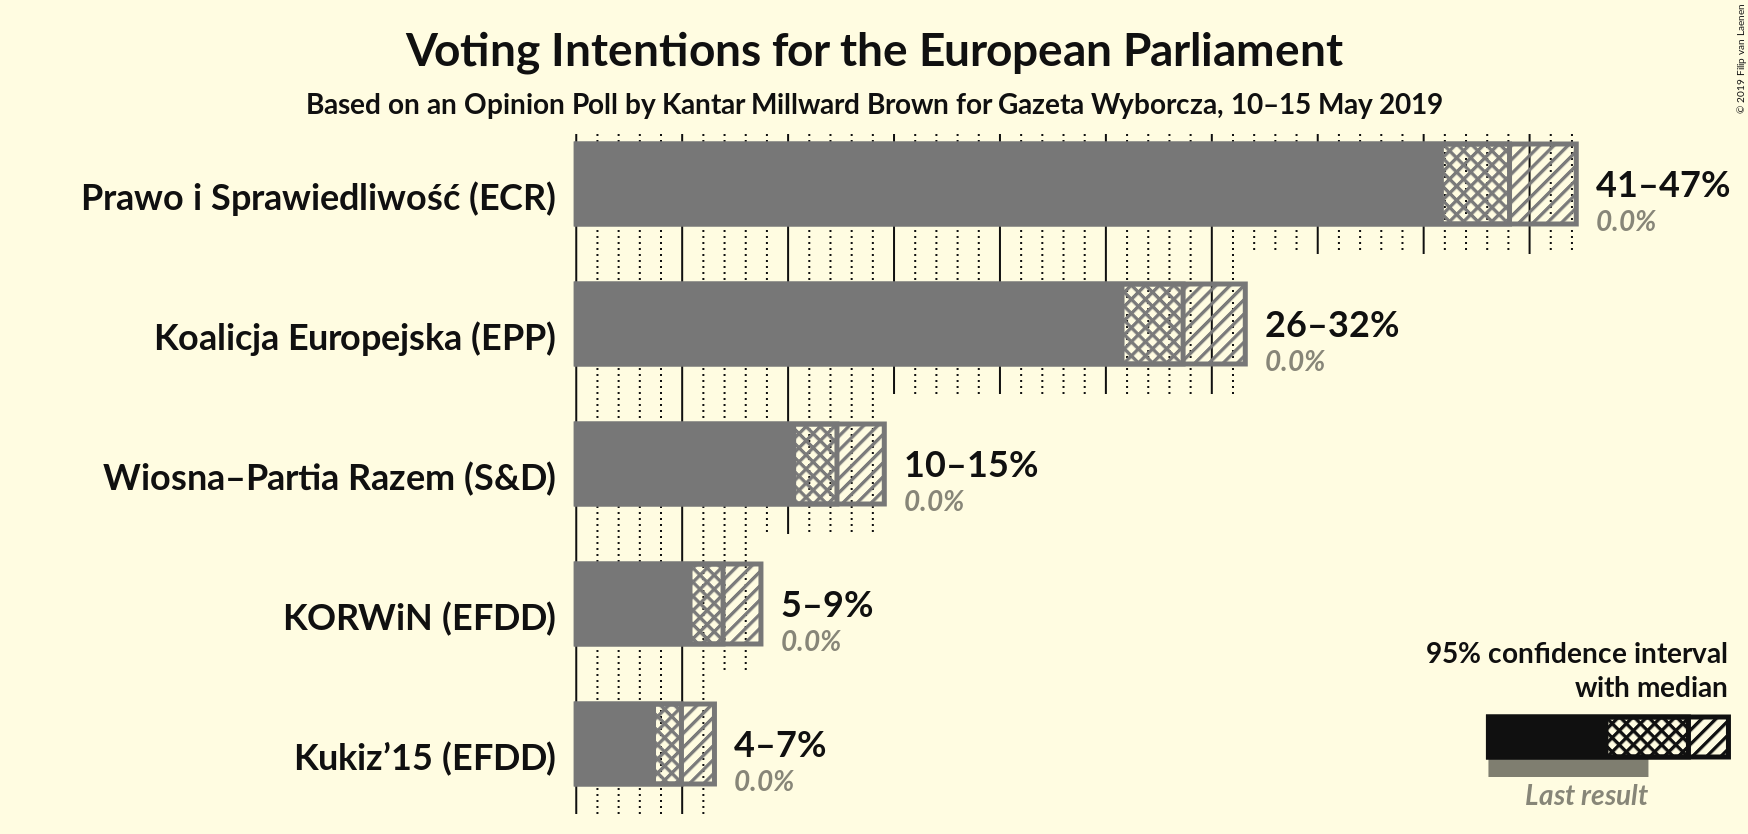 Voting Intentions for the European Parliament
Based on an Opinion Poll by Kantar Millward Brown for Gazeta Wyborcza, 10–15 May 2019
© 2019 Filip van Laenen
Prawo i Sprawiedliwość (ECR)
41–47%
0.0%
Koalicja Europejska (EPP)
26–32%
0.0%
Wiosna–Partia Razem (S&D)
10–15%
0.0%
KORWiN (EFDD)
5–9%
0.0%
Kukiz’15 (EFDD)
4–7%
0.0%
95% confidence interval
with median
Last result